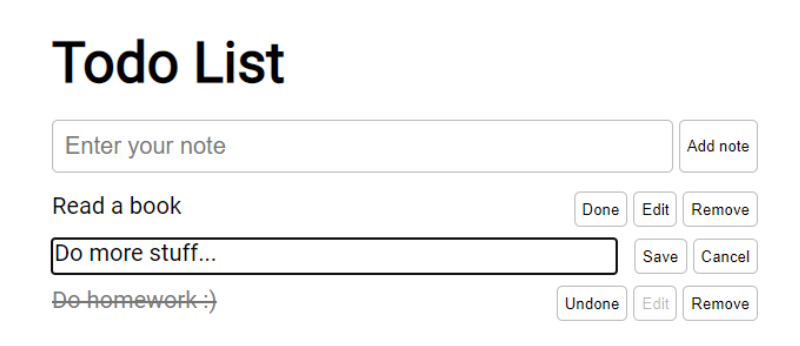 Todo List
Enter your note Add note
Read a book Done Edit Remove
Do more stuff... Save Cancel
Do homework :) Undone Edit Remove